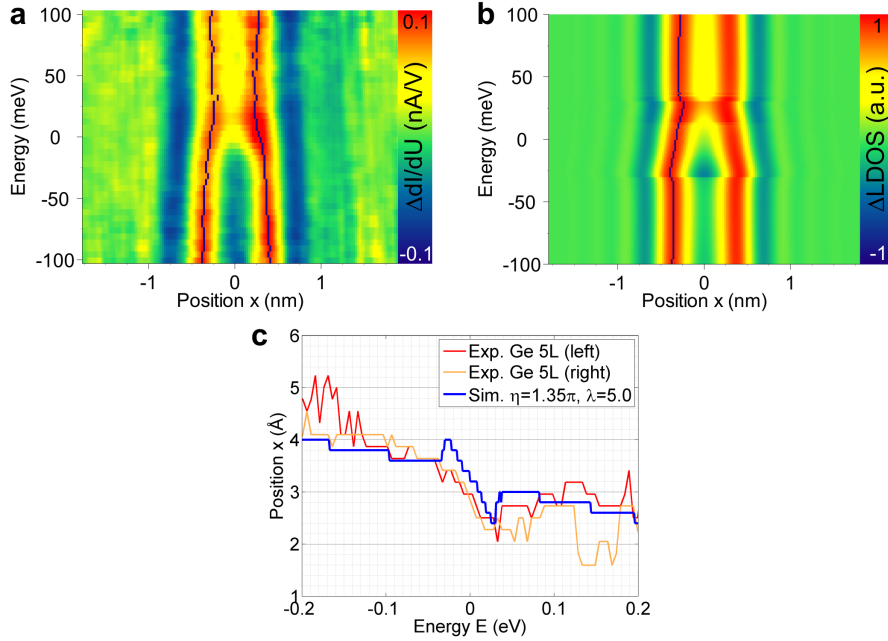 a
100
50
0
-50
-100
Energy (meV)
-1
0
1
Position x (nm)
0.1
ΔdI/dU (nA/V)
-0.1
b
100
50
0
-50
-100
Energy (meV)
-1
0
1
Position x (nm)
1
ΔLDOS (a.u.)
-1
c
6
5
4
3
2
1
Position x (Å)
Exp. Ge 5L (left)
Exp. Ge 5L (right)
Sim. η=1.35π, λ=5.0
-0.2
-0.1
0
0.1
0.2
Energy E (eV)